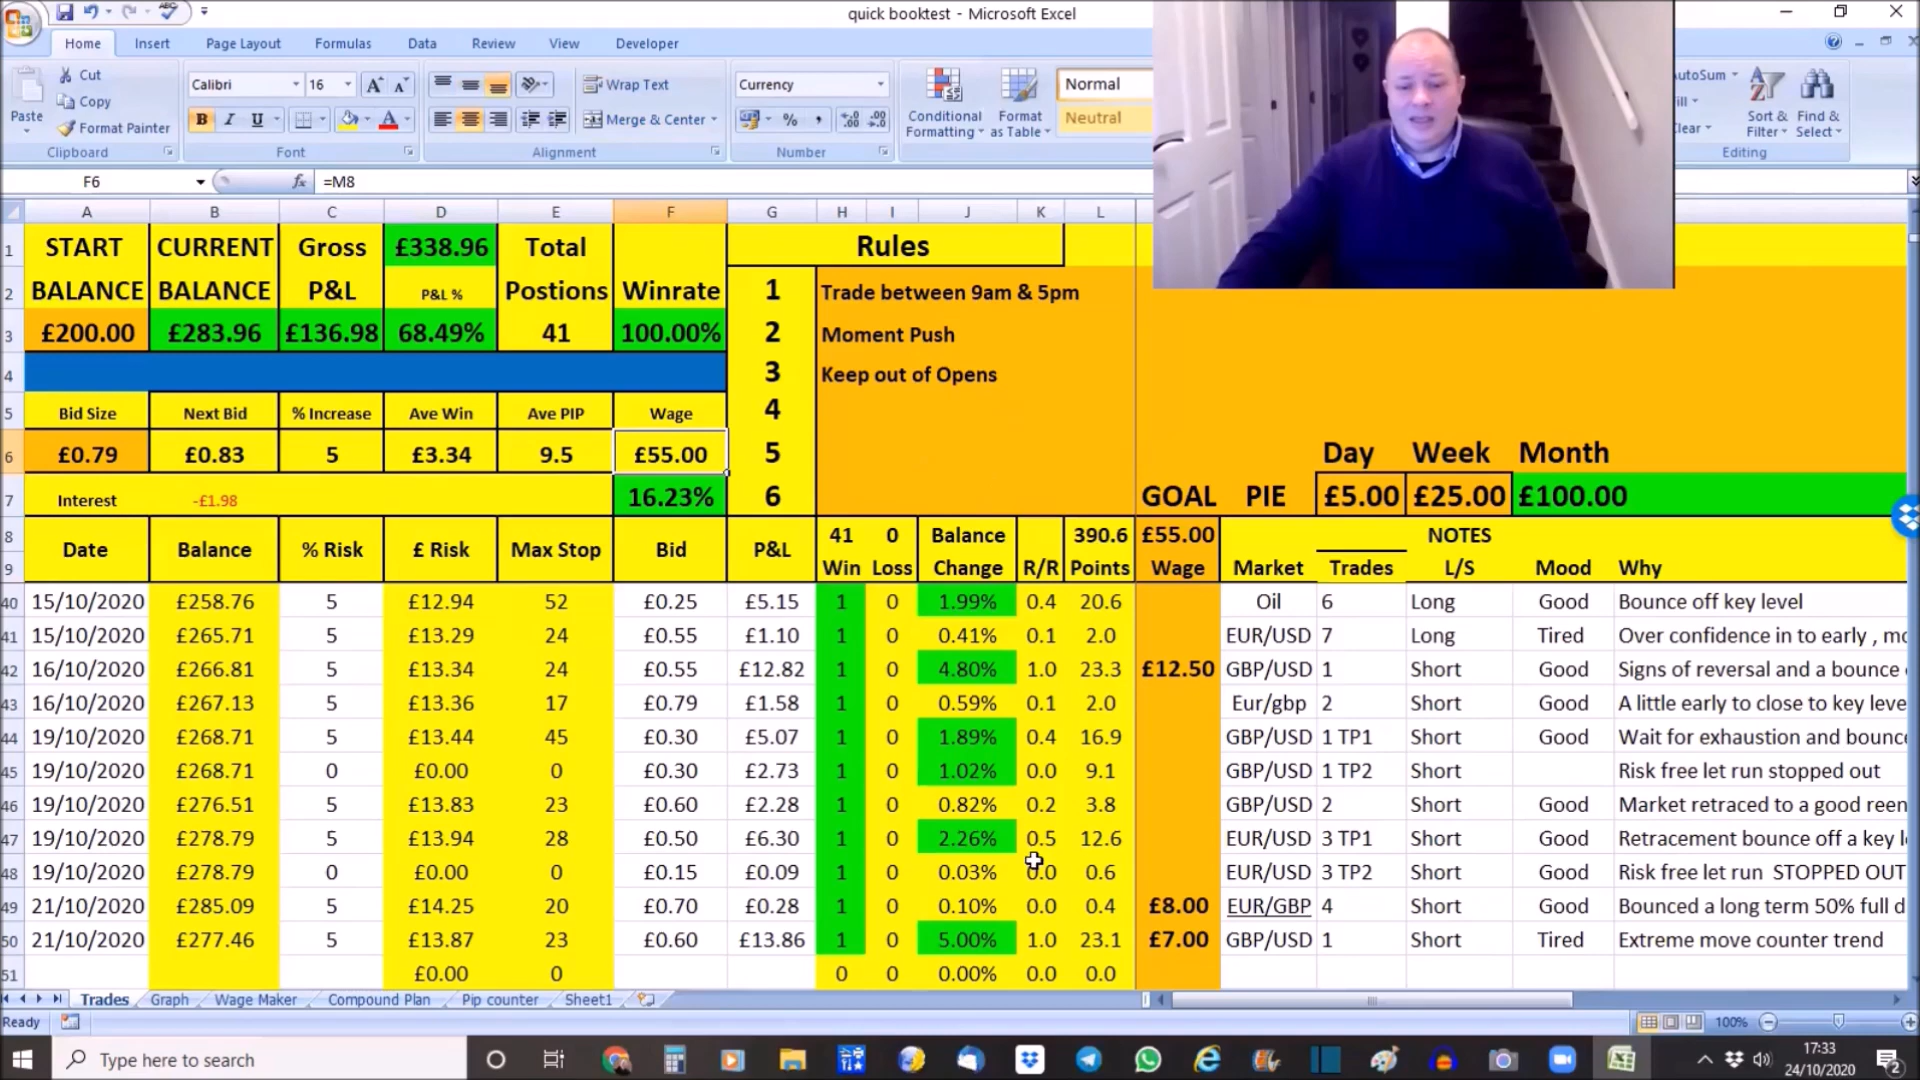 quick booktest - Microsoft Excel
Home Insert Page Layout Formulas Data Review View Developer
Cut
Copy
Format Painter
Paste
Clipboard
Calibri 16
B I U
Font
Wrap Text
Merge & Center
Alignment
Currency
Number
Conditional Formatting
Format as Table
Normal
Neutral
AutoSum
Sort & Filter
Find & Select
Editing
F6 =M8
A B C D E F G H I J K L
1 START CURRENT Gross £338.96 Total Rules
2 BALANCE BALANCE P&L P&L % Postions Winrate 1 Trade between 9am & 5pm
3 £200.00 £283.96 £136.98 68.49% 41 100.00% 2 Moment Push
4 3 Keep out of Opens
5 Bid Size Next Bid % Increase Ave Win Ave PIP Wage 4
6 £0.79 £0.83 5 £3.34 9.5 £55.00 5 Day Week Month
7 Interest -£1.98 16.23% 6 GOAL PIE £5.00 £25.00 £100.00
8 41 0 Balance 390.6 £55.00 NOTES
Date Balance % Risk £ Risk Max Stop Bid P&L
9 Win Loss Change R/R Points Wage Market Trades L/S Mood Why
40 15/10/2020 £258.76 5 £12.94 52 £0.25 £5.15 1 0 1.99% 0.4 20.6 Oil 6 Long Good Bounce off key level
41 15/10/2020 £265.71 5 £13.29 24 £0.55 £1.10 1 0 0.41% 0.1 2.0 EUR/USD 7 Long Tired Over confidence in to early , mo
42 16/10/2020 £266.81 5 £13.34 24 £0.55 £12.82 1 0 4.80% 1.0 23.3 £12.50 GBP/USD 1 Short Good Signs of reversal and a bounce
43 16/10/2020 £267.13 5 £13.36 17 £0.79 £1.58 1 0 0.59% 0.1 2.0 Eur/gbp 2 Short Good A little early to close to key leve
44 19/10/2020 £268.71 5 £13.44 45 £0.30 £5.07 1 0 1.89% 0.4 16.9 GBP/USD 1 TP1 Short Good Wait for exhaustion and bounce
45 19/10/2020 £268.71 0 £0.00 0 £0.30 £2.73 1 0 1.02% 0.0 9.1 GBP/USD 1 TP2 Short Risk free let run stopped out
46 19/10/2020 £276.51 5 £13.83 23 £0.60 £2.28 1 0 0.82% 0.2 3.8 GBP/USD 2 Short Good Market retraced to a good reen
47 19/10/2020 £278.79 5 £13.94 28 £0.50 £6.30 1 0 2.26% 0.5 12.6 EUR/USD 3 TP1 Short Good Retracement bounce off a key l
48 19/10/2020 £278.79 0 £0.00 0 £0.15 £0.09 1 0 0.03% 0.0 0.6 EUR/USD 3 TP2 Short Good Risk free let run STOPPED OUT
49 21/10/2020 £285.09 5 £14.25 20 £0.70 £0.28 1 0 0.10% 0.0 0.4 £8.00 EUR/GBP 4 Short Good Bounced a long term 50% full d
50 21/10/2020 £277.46 5 £13.87 23 £0.60 £13.86 1 0 5.00% 1.0 23.1 £7.00 GBP/USD 1 Short Tired Extreme move counter trend
51 £0.00 0 0 0 0.00% 0.0 0.0
Trades Graph Wage Maker Compound Plan Pip counter Sheet1
Ready 100%
Type here to search
17:33
24/10/2020
2